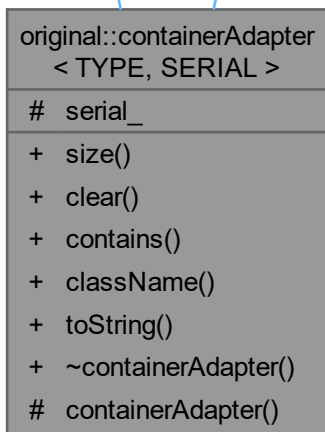 original::containerAdapter
< TYPE, SERIAL >
# serial_
+ size()
+ clear()
+ contains()
+ className()
+ toString()
+ ~containerAdapter()
# containerAdapter()